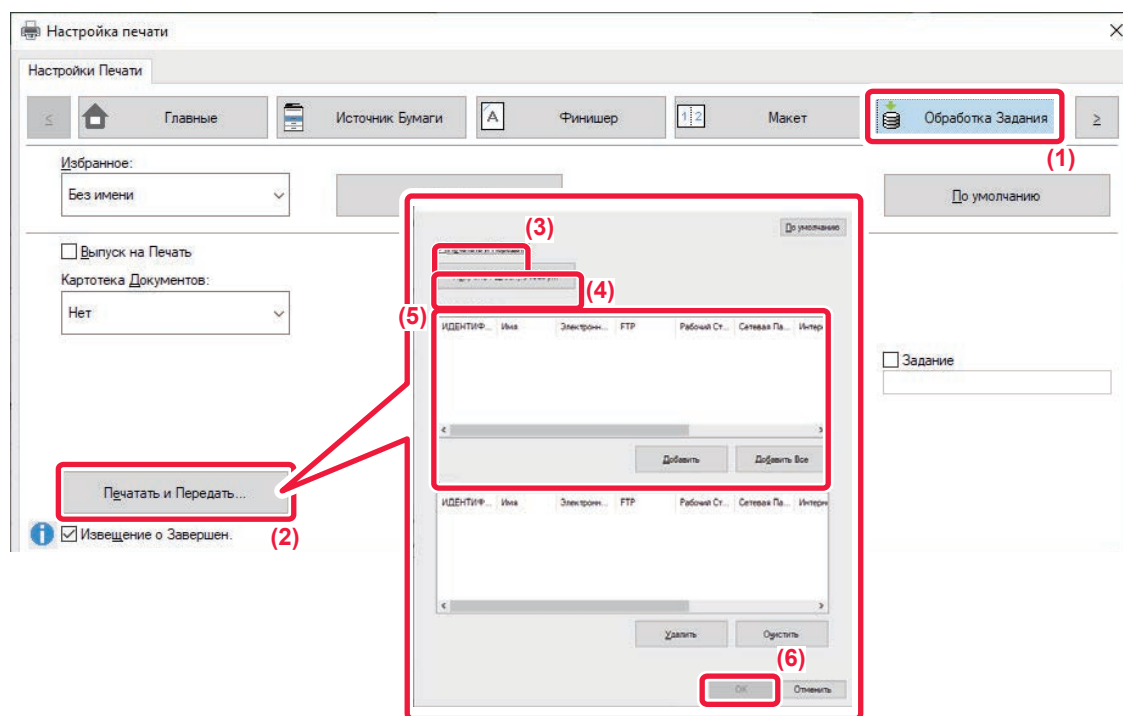 Настройка печати
Настройки Печати
≤ Главные Источник Бумаги A Финишер 1 2 Макет Обработка Задания ≥
(1)
Избранное:
Без имени
По умолчанию
Выпуск на Печать
Картотека Документов:
Нет
Задание
Печатать и Передать...
(2)
Извещение о Завершен.
По умолчанию
(3)
(4)
(5)
ИДЕНТИФ... Имя Электронн... FTP Рабочий Ст... Сетевая Па... Интер
Добавить Добавить Все
ИДЕНТИФ... Имя Электронн... FTP Рабочий Ст... Сетевая Па... Интерн
Удалить Очистить
(6)
OK Отменить